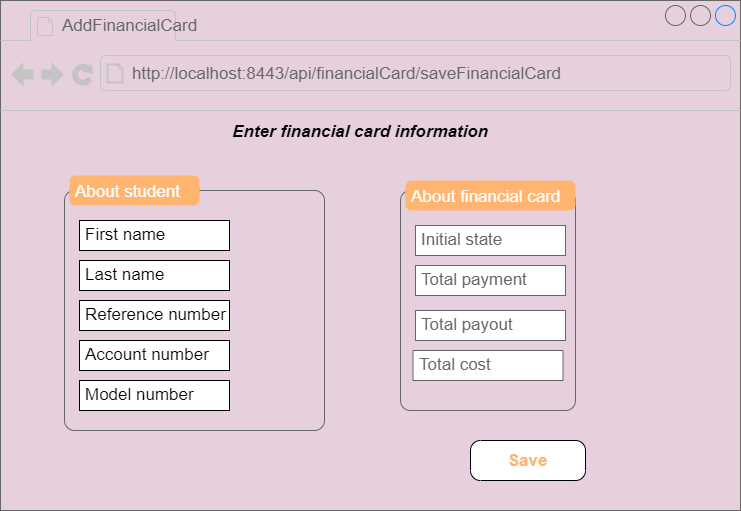 AddFinancialCard
http://localhost:8443/api/financialCard/saveFinancialCard
Enter financial card information
About student
First name
Last name
Reference number
Account number
Model number
About financial card
Initial state
Total payment
Total payout
Total cost
Save